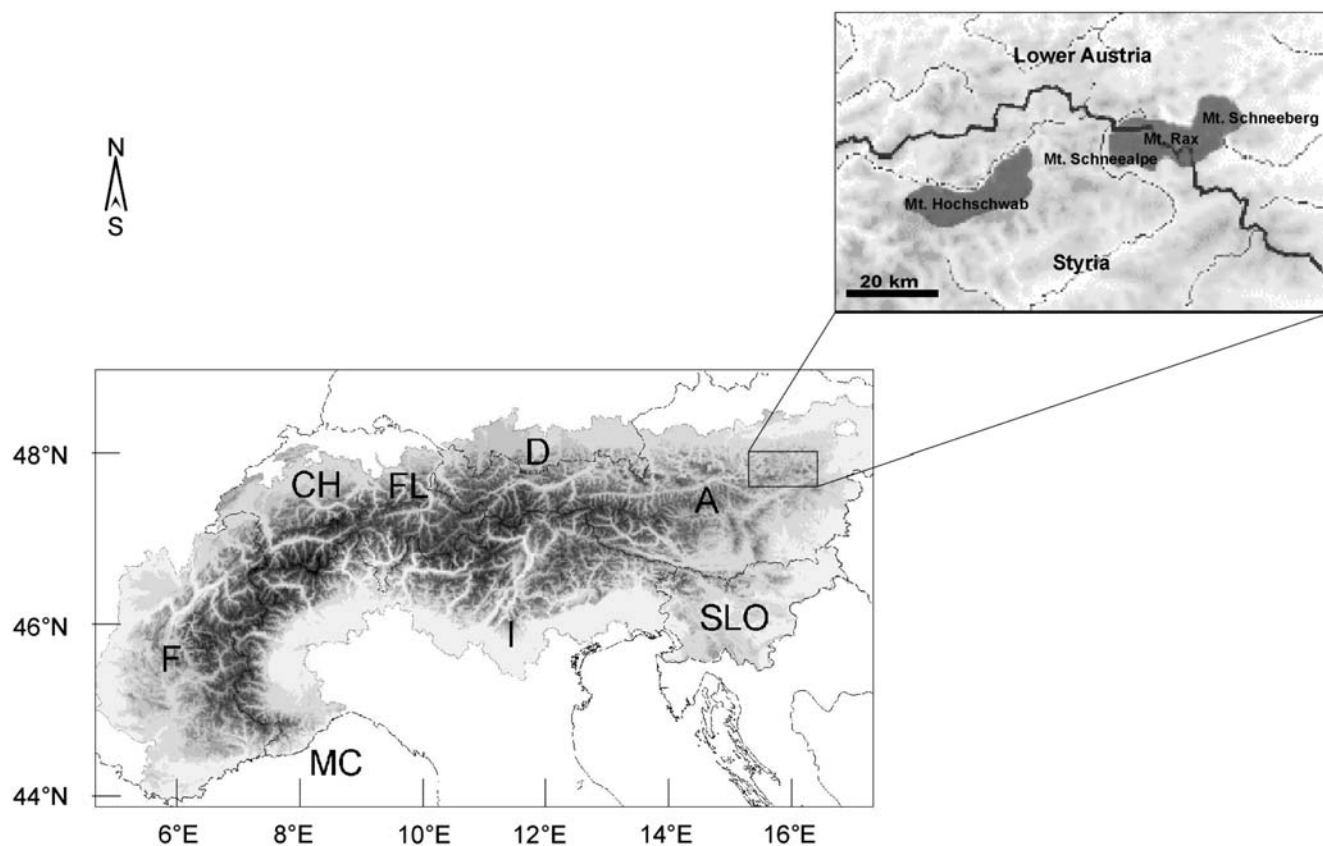 Lower Austria
Mt. Schneeberg
Mt. Rax
Mt. Schneealpe
Mt. Hochschwab
Styria
20 km
N
S
48°N
46°N
44°N
D
CH
FL
A
SLO
I
F
MC
6°E
8°E
10°E
12°E
14°E
16°E